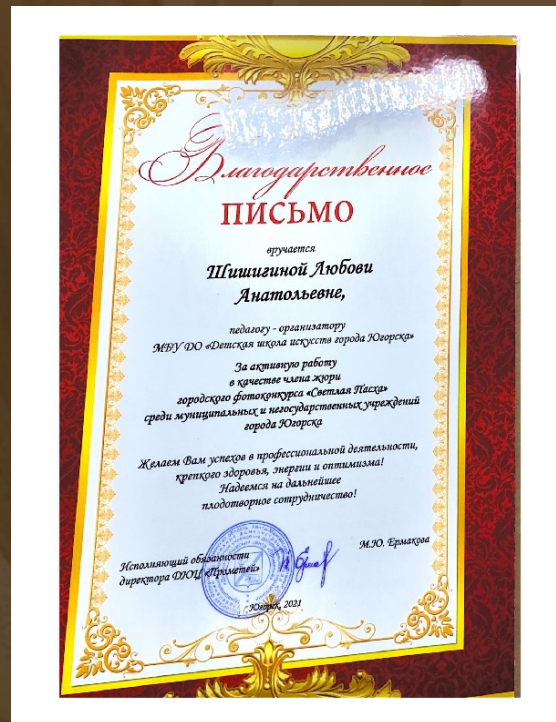 Благодарственное
ПИСЬМО
вручается
Шишигиной Любови
Анатольевне,
педагогу - организатору
МБУ ДО «Детская школа искусств города Югорска»
За активную работу
в качестве члена жюри
городского фотоконкурса «Светлая Пасха»
среди муниципальных и негосударственных учреждений
города Югорска
Желаем Вам успехов в профессиональной деятельности,
крепкого здоровья, энергии и оптимизма!
Надеемся на дальнейшее
плодотворное сотрудничество!
Исполняющий обязанности
директора ДЮЦ «Прометей»
М.Ю. Ермакова
г. Югорск, 2021